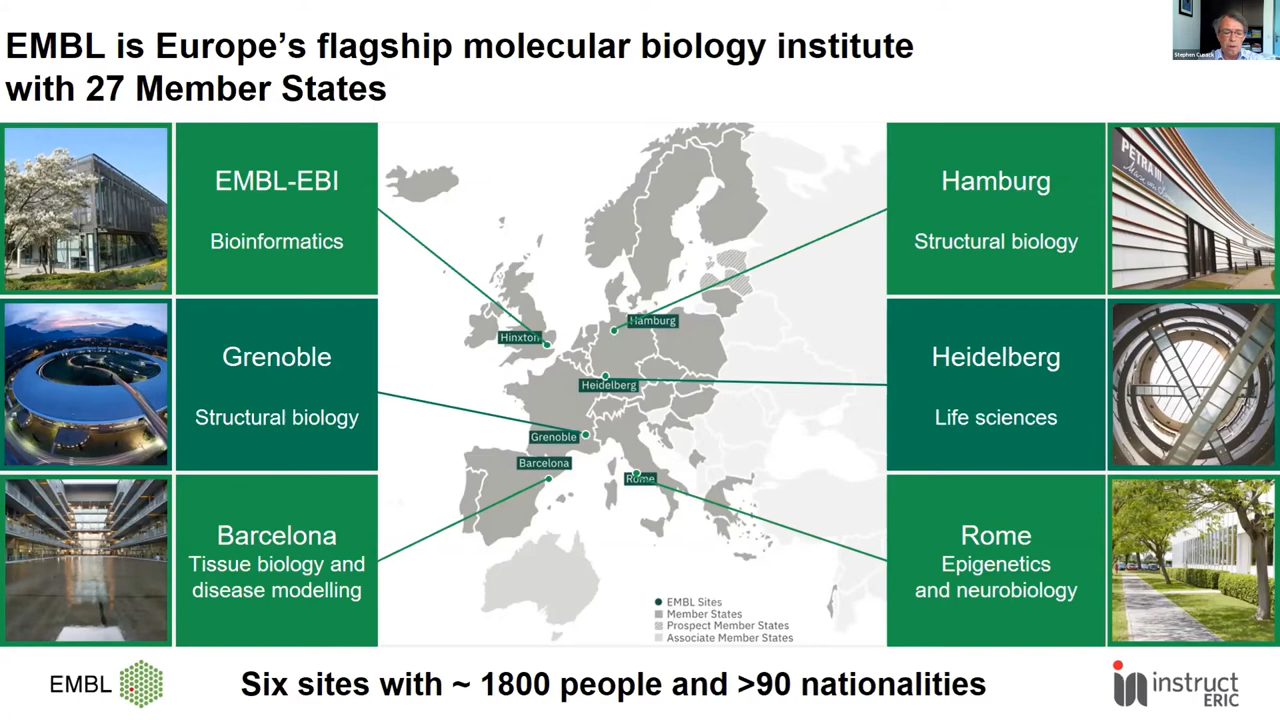 EMBL is Europe's flagship molecular biology institute
with 27 Member States
Stephen Cusack
EMBL-EBI
Bioinformatics
Grenoble
Structural biology
Barcelona
Tissue biology and
disease modelling
Hinxton
Hamburg
Heidelberg
Grenoble
Barcelona
Rome
EMBL Sites
Member States
Prospect Member States
Associate Member States
Hamburg
Structural biology
Heidelberg
Life sciences
Rome
Epigenetics
and neurobiology
PETRA III
EMBL
Six sites with ~ 1800 people and >90 nationalities
instruct
ERIC